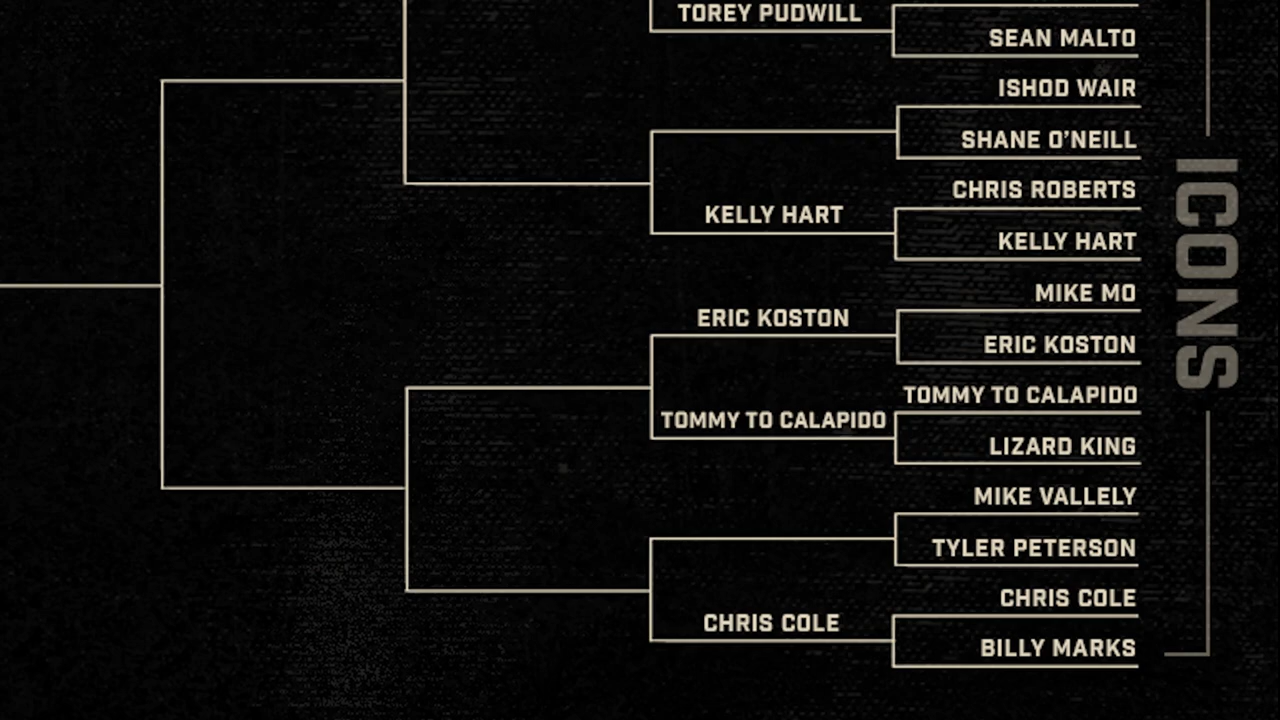 TOREY PUDWILL
SEAN MALTO
ISHOD WAIR
SHANE O'NEILL
CHRIS ROBERTS
KELLY HART
KELLY HART
MIKE MO
ERIC KOSTON
ERIC KOSTON
TOMMY TO CALAPIDO
TOMMY TO CALAPIDO
LIZARD KING
MIKE VALLELY
TYLER PETERSON
CHRIS COLE
CHRIS COLE
BILLY MARKS
ICONS